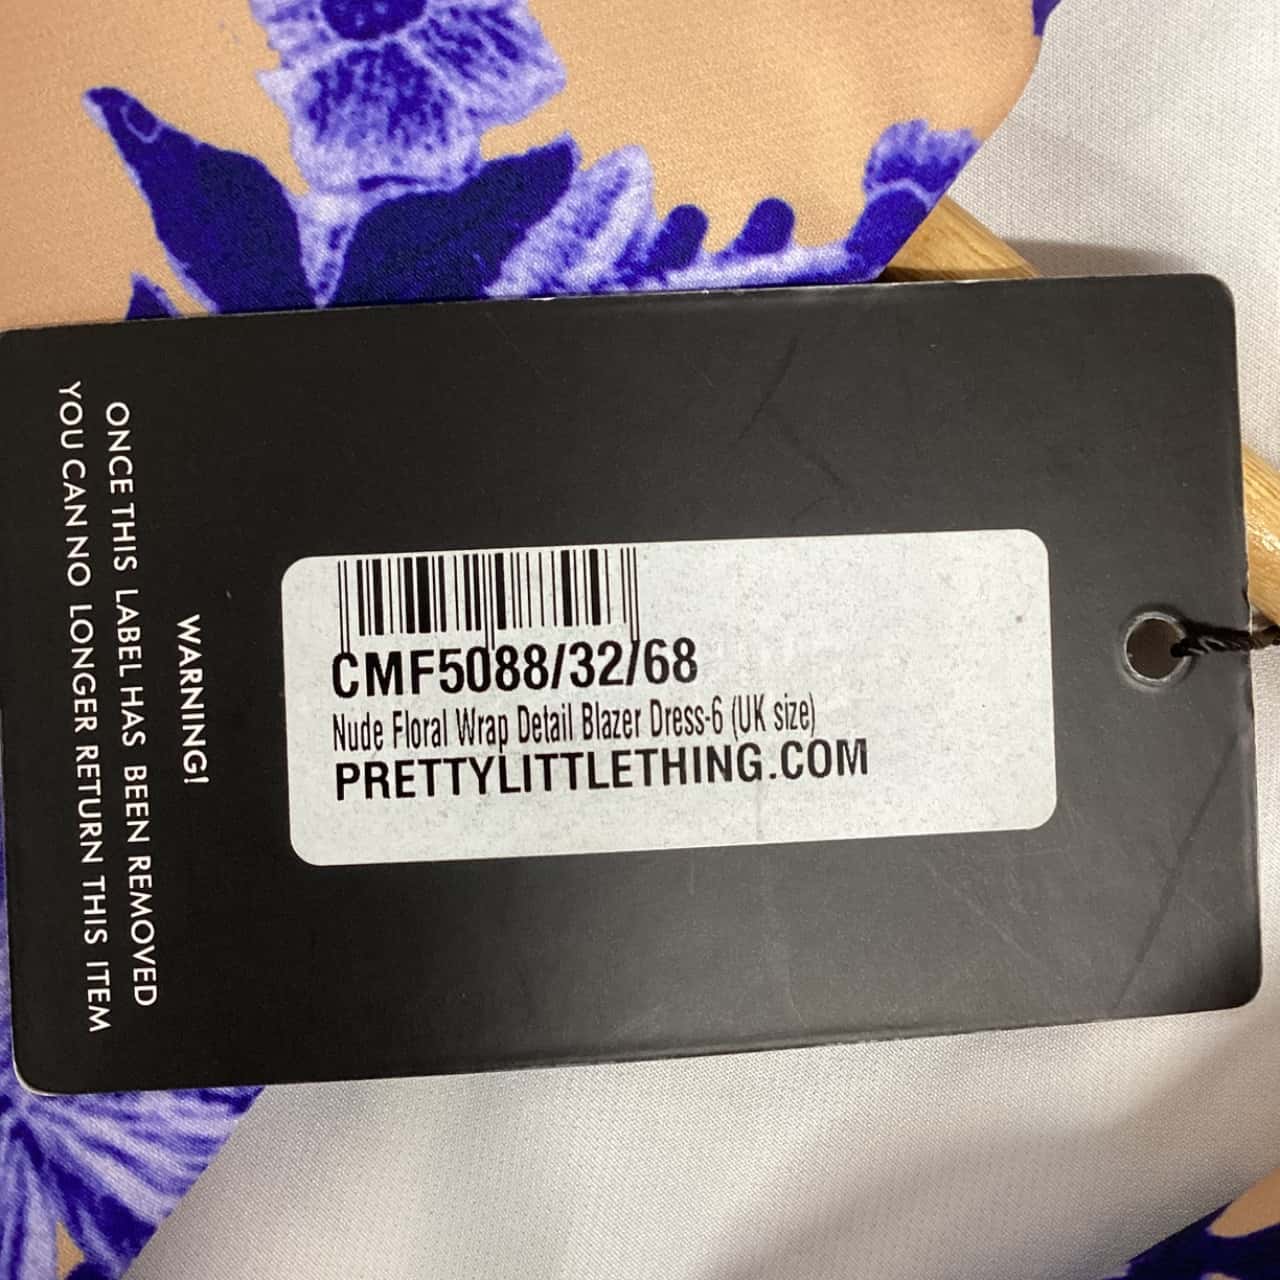 WARNING!
ONCE THIS LABEL HAS BEEN REMOVED
YOU CAN NO LONGER RETURN THIS ITEM
CMF5088/32/68
Nude Floral Wrap Detail Blazer Dress-6 (UK size)
PRETTYLITTLETHING.COM